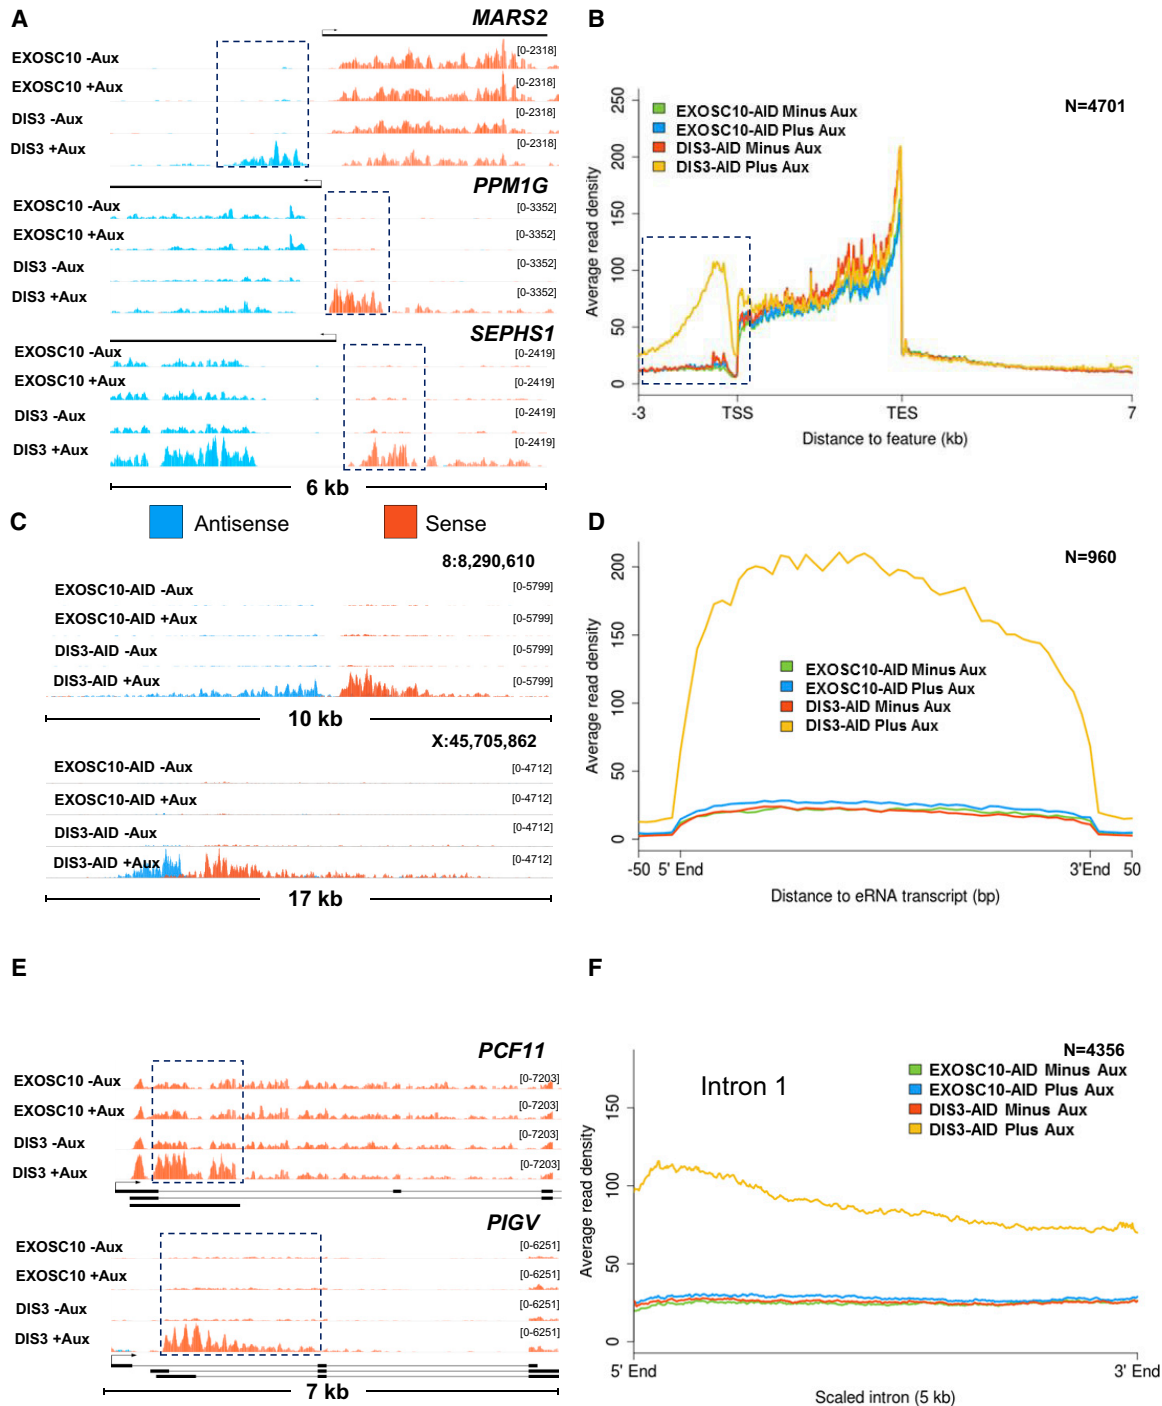 A
MARS2
EXOSC10 -Aux [0-2318]
EXOSC10 +Aux [0-2318]
DIS3 -Aux [0-2318]
DIS3 +Aux [0-2318]
PPM1G
EXOSC10 -Aux [0-3352]
EXOSC10 +Aux [0-3352]
DIS3 -Aux [0-3352]
DIS3 +Aux [0-3352]
SEPHS1
EXOSC10 -Aux [0-2419]
EXOSC10 +Aux [0-2419]
DIS3 -Aux [0-2419]
DIS3 +Aux [0-2419]
6 kb
B
N=4701
EXOSC10-AID Minus Aux
EXOSC10-AID Plus Aux
DIS3-AID Minus Aux
DIS3-AID Plus Aux
Average read density
250
200
150
100
50
0
-3 TSS TES 7
Distance to feature (kb)
C
Antisense Sense
8:8,290,610
EXOSC10-AID -Aux [0-5799]
EXOSC10-AID +Aux [0-5799]
DIS3-AID -Aux [0-5799]
DIS3-AID +Aux [0-5799]
10 kb
X:45,705,862
EXOSC10-AID -Aux [0-4712]
EXOSC10-AID +Aux [0-4712]
DIS3-AID -Aux [0-4712]
DIS3-AID +Aux [0-4712]
17 kb
D
N=960
EXOSC10-AID Minus Aux
EXOSC10-AID Plus Aux
DIS3-AID Minus Aux
DIS3-AID Plus Aux
Average read density
200
150
100
50
0
-50 5' End 3'End 50
Distance to eRNA transcript (bp)
E
PCF11
EXOSC10 -Aux [0-7203]
EXOSC10 +Aux [0-7203]
DIS3 -Aux [0-7203]
DIS3 +Aux [0-7203]
PIGV
EXOSC10 -Aux [0-6251]
EXOSC10 +Aux [0-6251]
DIS3 -Aux [0-6251]
DIS3 +Aux [0-6251]
7 kb
F
N=4356
Intron 1
EXOSC10-AID Minus Aux
EXOSC10-AID Plus Aux
DIS3-AID Minus Aux
DIS3-AID Plus Aux
Average read density
150
100
50
0
5' End 3' End
Scaled intron (5 kb)